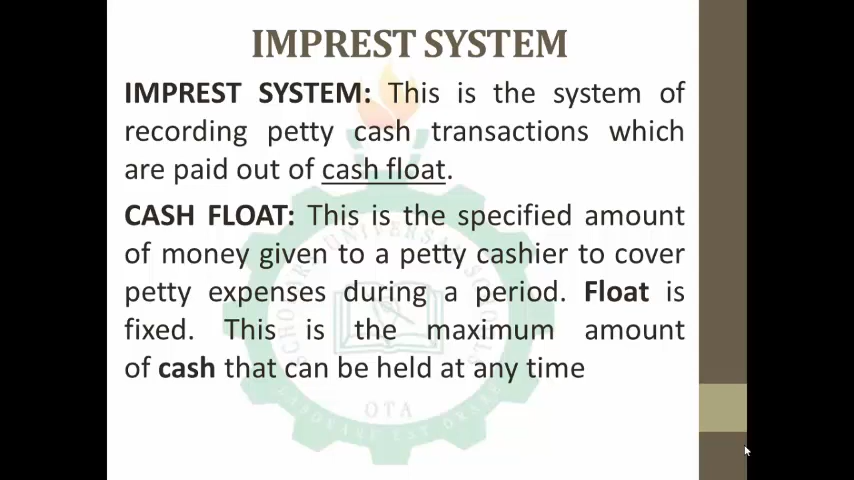 IMPREST SYSTEM
IMPREST SYSTEM: This is the system of
recording petty cash transactions which
are paid out of cash float.
CASH FLOAT: This is the specified amount
of money given to a petty cashier to cover
petty expenses during a period. Float is
fixed. This is the maximum amount
of cash that can be held at any time
OTA